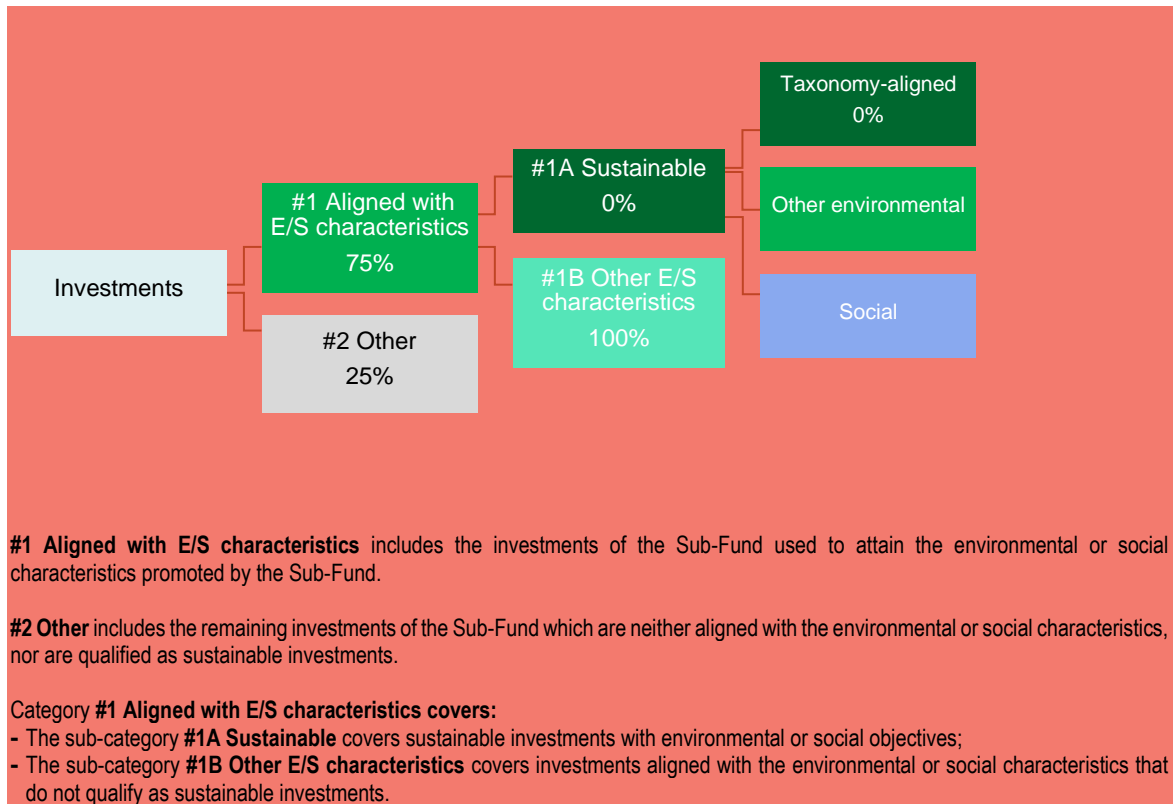 Taxonomy-aligned
0%
#1A Sustainable
0%
#1 Aligned with
E/S characteristics
75%
Other environmental
Investments
#1B Other E/S
characteristics
100%
Social
#2 Other
25%
#1 Aligned with E/S characteristics includes the investments of the Sub-Fund used to attain the environmental or social
characteristics promoted by the Sub-Fund.
#2 Other includes the remaining investments of the Sub-Fund which are neither aligned with the environmental or social characteristics,
nor are qualified as sustainable investments.
Category #1 Aligned with E/S characteristics covers:
- The sub-category #1A Sustainable covers sustainable investments with environmental or social objectives;
- The sub-category #1B Other E/S characteristics covers investments aligned with the environmental or social characteristics that
do not qualify as sustainable investments.